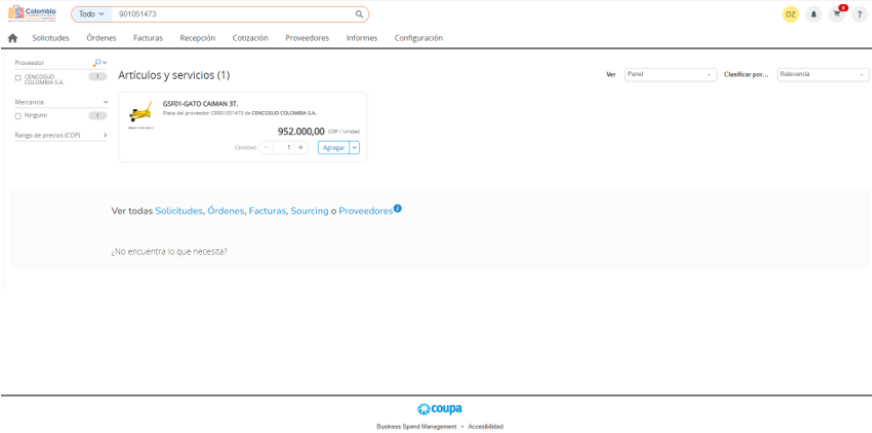 Colombia
Todo
901051473
DZ
0
?
Solicitudes Órdenes Facturas Recepción Cotización Proveedores Informes Configuración
Proveedor
CENCOSUD COLOMBIA S.A.
1
Mercancía
Ninguno
1
Rango de precios (COP)
Artículos y servicios (1)
Ver Panel
Clasificar por... Relevancia
GSF01-GATO CAIMAN 3T.
Pieza del proveedor CR901051473 de CENCOSUD COLOMBIA S.A.
952.000,00 COP / Unidad
Cantidad − 1 + Agregar
Ver todas Solicitudes, Órdenes, Facturas, Sourcing o Proveedores
¿No encuentra lo que necesita?
coupa
Business Spend Management • Accesibilidad